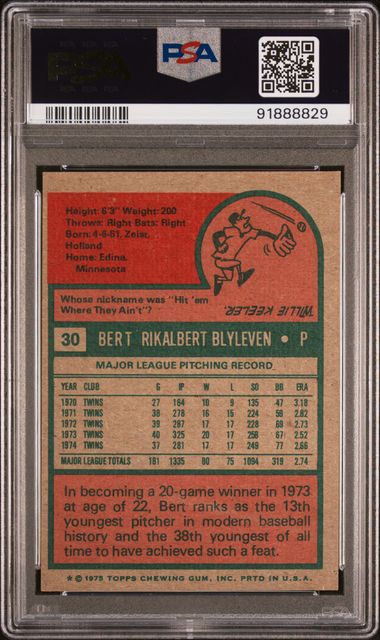 PSA
PSA
91888829
Height: 6'3" Weight: 200
Throws: Right Bats: Right
Born: 4-6-51, Zeist,
Holland
Home: Edina,
Minnesota
WILLIE KEELER
Whose nickname was "Hit 'em
Where They Ain't"?
30 BERT RIKALBERT BLYLEVEN • P
MAJOR LEAGUE PITCHING RECORD
YEAR CLUB G IP W L SO BB ERA
1970 TWINS 27 164 10 9 135 47 3.18
1971 TWINS 38 278 16 15 224 59 2.82
1972 TWINS 39 287 17 17 228 69 2.73
1973 TWINS 40 325 20 17 258 67 2.52
1974 TWINS 37 281 17 17 249 77 2.66
MAJOR LEAGUE TOTALS 181 1335 80 75 1094 319 2.74
In becoming a 20-game winner in 1973
at age of 22, Bert ranks as the 13th
youngest pitcher in modern baseball
history and the 38th youngest of all
time to have achieved such a feat.
* © 1975 TOPPS CHEWING GUM, INC. PRTD IN U.S.A.
PSA